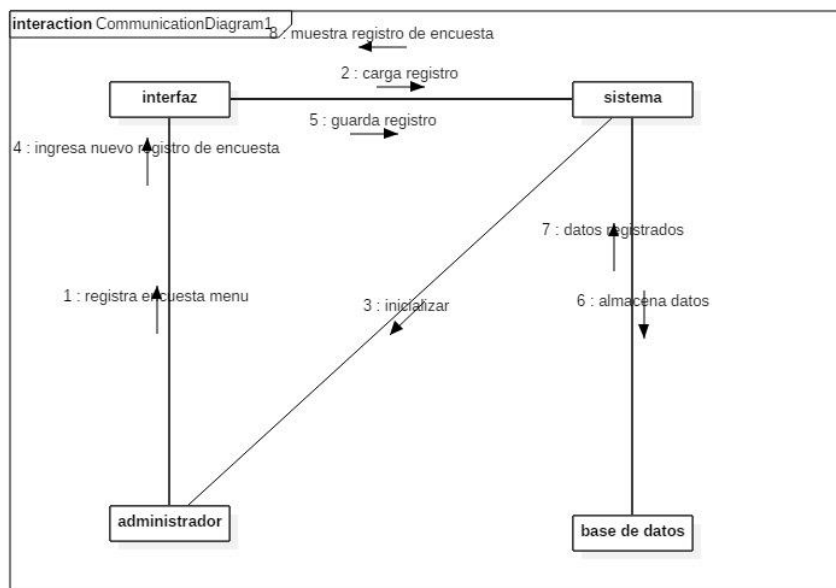 interaction CommunicationDiagram1
8 : muestra registro de encuesta
2 : carga registro
interfaz
sistema
5 : guarda registro
4 : ingresa nuevo registro de encuesta
7 : datos registrados
1 : registra encuesta menu
3 : inicializar
6 : almacena datos
administrador
base de datos